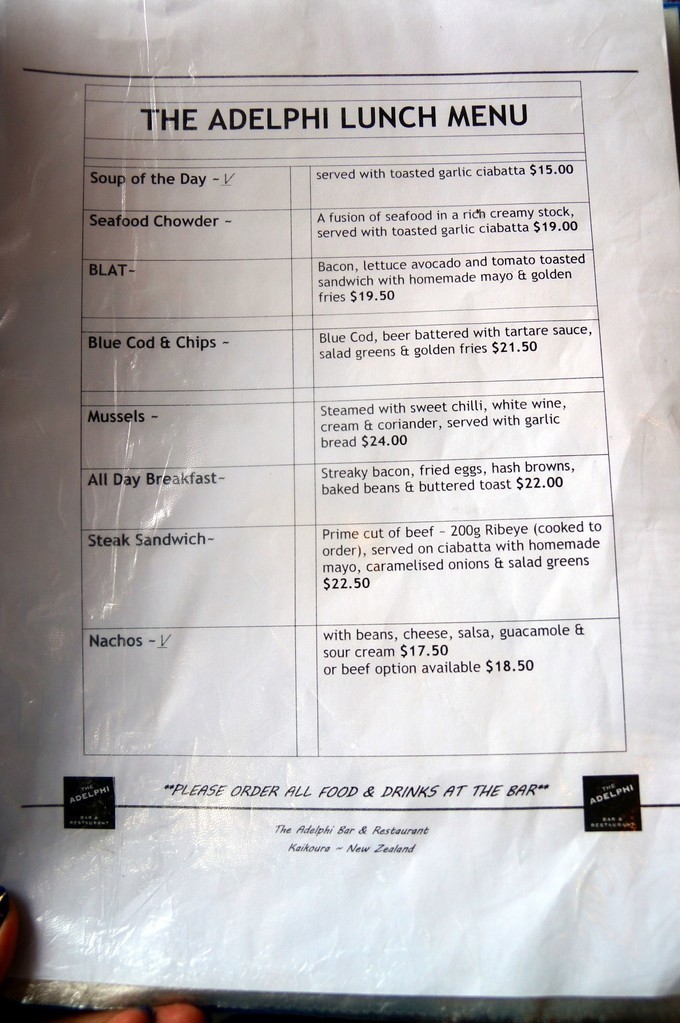 THE ADELPHI LUNCH MENU
Soup of the Day ~ V
served with toasted garlic ciabatta $15.00
Seafood Chowder ~
A fusion of seafood in a rich creamy stock,
served with toasted garlic ciabatta $19.00
BLAT~
Bacon, lettuce avocado and tomato toasted
sandwich with homemade mayo & golden
fries $19.50
Blue Cod & Chips ~
Blue Cod, beer battered with tartare sauce,
salad greens & golden fries $21.50
Mussels ~
Steamed with sweet chilli, white wine,
cream & coriander, served with garlic
bread $24.00
All Day Breakfast~
Streaky bacon, fried eggs, hash browns,
baked beans & buttered toast $22.00
Steak Sandwich~
Prime cut of beef - 200g Ribeye (cooked to
order), served on ciabatta with homemade
mayo, caramelised onions & salad greens
$22.50
Nachos ~V
with beans, cheese, salsa, guacamole &
sour cream $17.50
or beef option available $18.50
**PLEASE ORDER ALL FOOD & DRINKS AT THE BAR**
THE
ADELPHI
BAR &
RESTAURANT
THE
ADELPHI
BAR &
RESTAURANT
The Adelphi Bar & Restaurant
Kaikoura ~ New Zealand